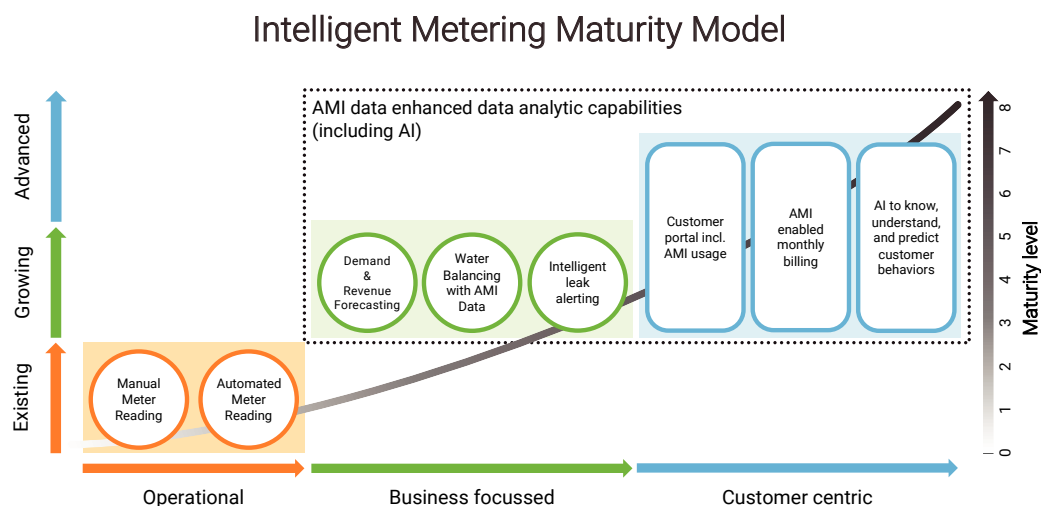 Intelligent Metering Maturity Model
AMI data enhanced data analytic capabilities
(including AI)
Advanced
Growing
Existing
Manual
Meter
Reading
Automated
Meter
Reading
Demand
&
Revenue
Forecasting
Water
Balancing
with AMI
Data
Intelligent
leak
alerting
Customer
portal incl.
AMI usage
AMI
enabled
monthly
billing
AI to know,
understand,
and predict
customer
behaviors
8
7
6
5
4
3
2
1
0
Maturity level
Operational
Business focussed
Customer centric